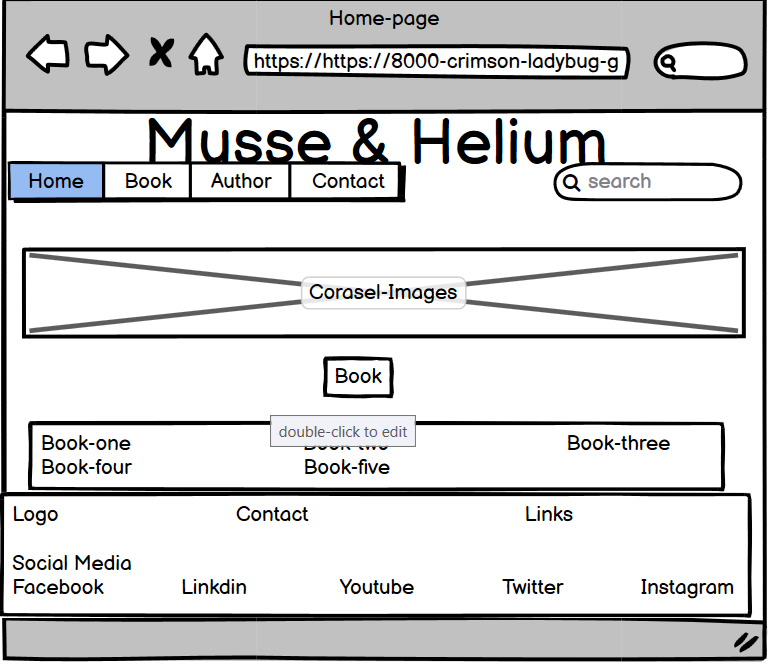 Home-page
https://https://8000-crimson-ladybug-g
Musse & Helium
Home Book Author Contact
search
Corasel-Images
Book
double-click to edit
Book-one Book-two Book-three
Book-four Book-five
Logo Contact Links
Social Media
Facebook Linkdin Youtube Twitter Instagram